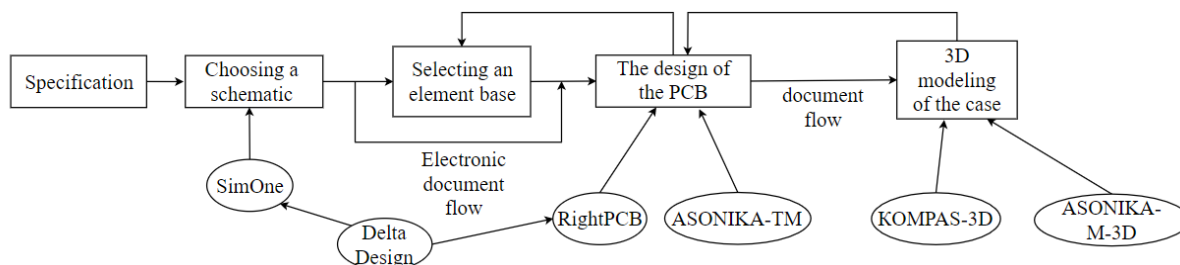 Specification
Choosing a
schematic
Selecting an
element base
The design of
the PCB
3D
modeling
of the case
document
flow
Electronic
document
flow
SimOne
Delta
Design
RightPCB
ASONIKA-TM
KOMPAS-3D
ASONIKA-
M-3D